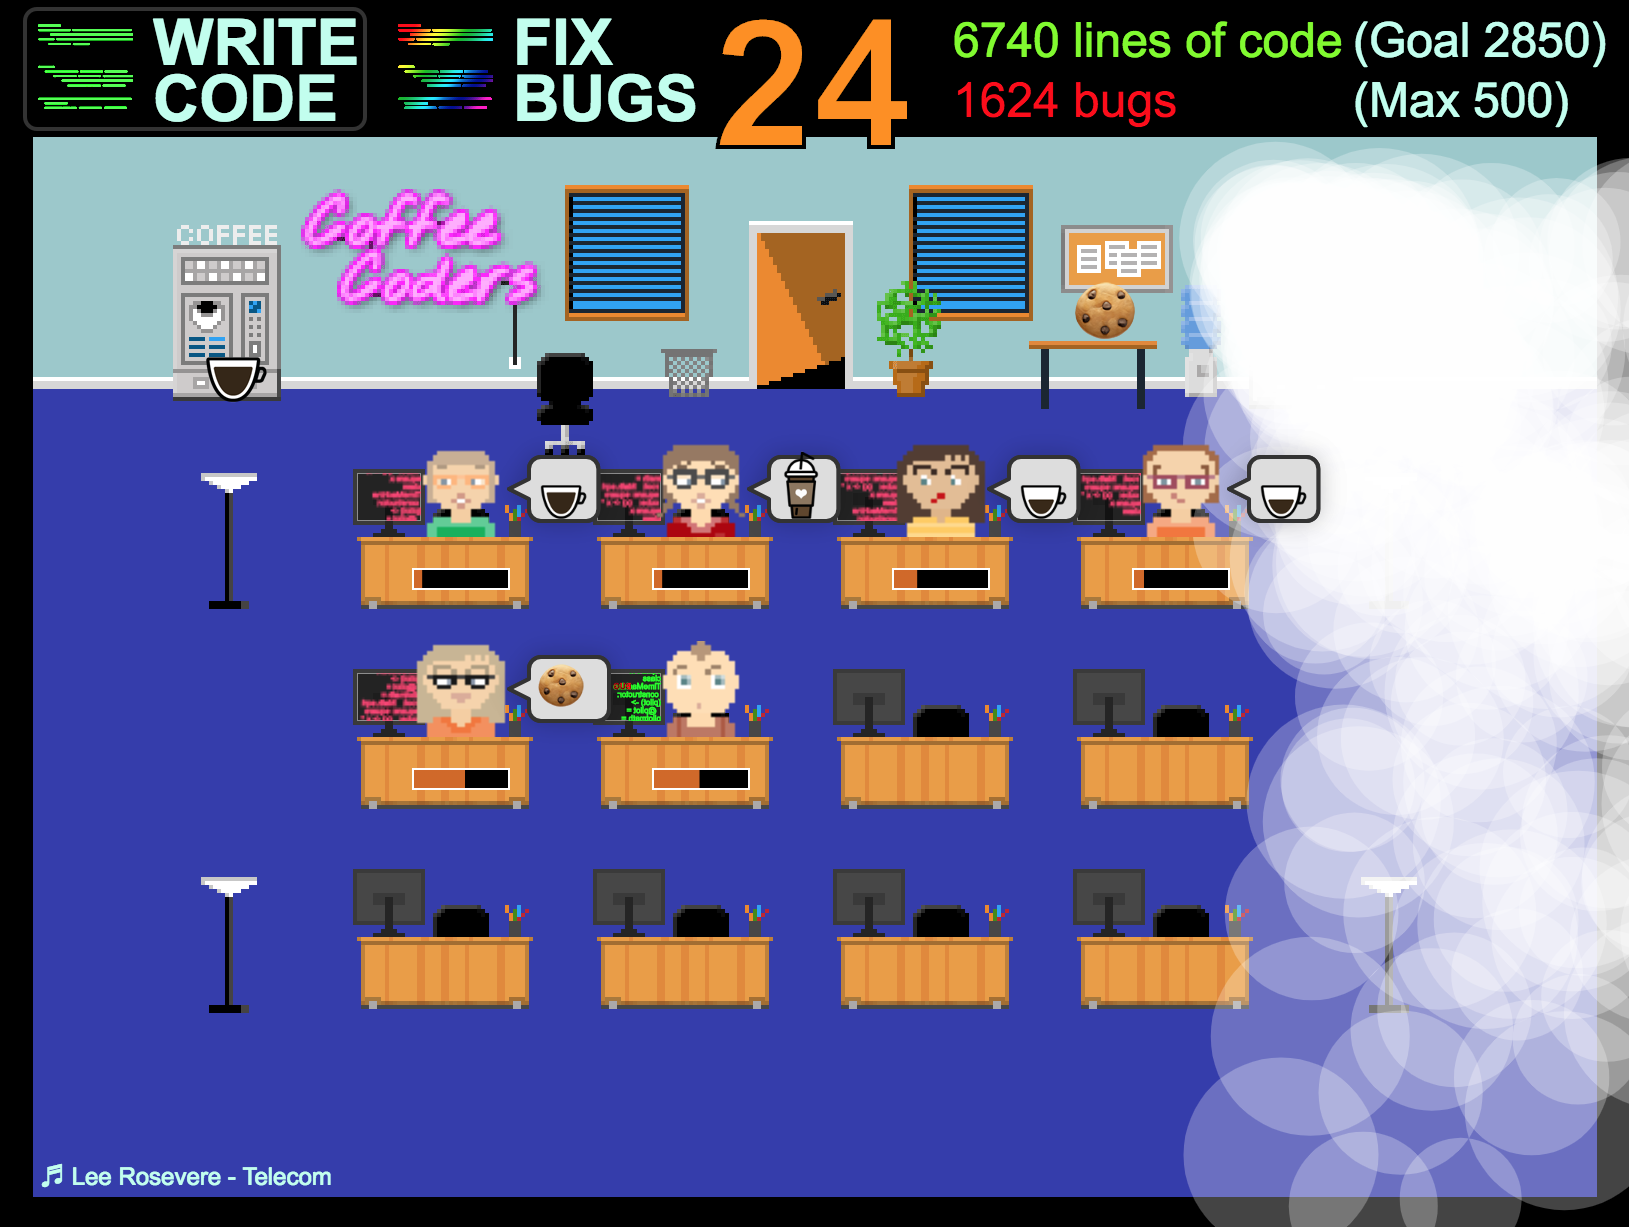 WRITE
CODE
FIX
BUGS
24
6740 lines of code (Goal 2850)
1624 bugs (Max 500)
COFFEE
Coffee
Coders
Lee Rosevere - Telecom